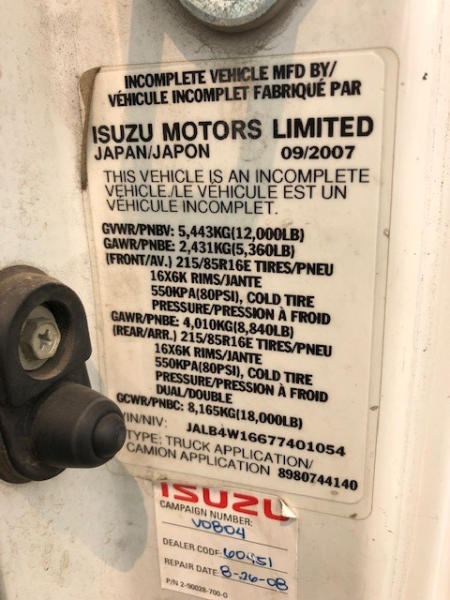 INCOMPLETE VEHICLE MFD BY/
VÉHICULE INCOMPLET FABRIQUÉ PAR
ISUZU MOTORS LIMITED
JAPAN/JAPON 09/2007
THIS VEHICLE IS AN INCOMPLETE
VEHICLE./LE VÉHICULE EST UN
VÉHICULE INCOMPLET.
GVWR/PNBV: 5,443KG(12,000LB)
GAWR/PNBE: 2,431KG(5,360LB)
(FRONT/AV.) 215/85R16E TIRES/PNEU
16X6K RIMS/JANTE
550KPA(80PSI), COLD TIRE
PRESSURE/PRESSION À FROID
GAWR/PNBE: 4,010KG(8,840LB)
(REAR/ARR.) 215/85R16E TIRES/PNEU
16X6K RIMS/JANTE
550KPA(80PSI), COLD TIRE
PRESSURE/PRESSION À FROID
DUAL/DOUBLE
GCWR/PNBC: 8,165KG(18,000LB)
/IN/NIV: JALB4W16677401054
TYPE: TRUCK APPLICATION/
CAMION APPLICATION 8980744140
ISUZU
CAMPAIGN NUMBER:
V0804
DEALER CODE: 60451
REPAIR DATE: 8-26-08
P/N 2-90028-700-0